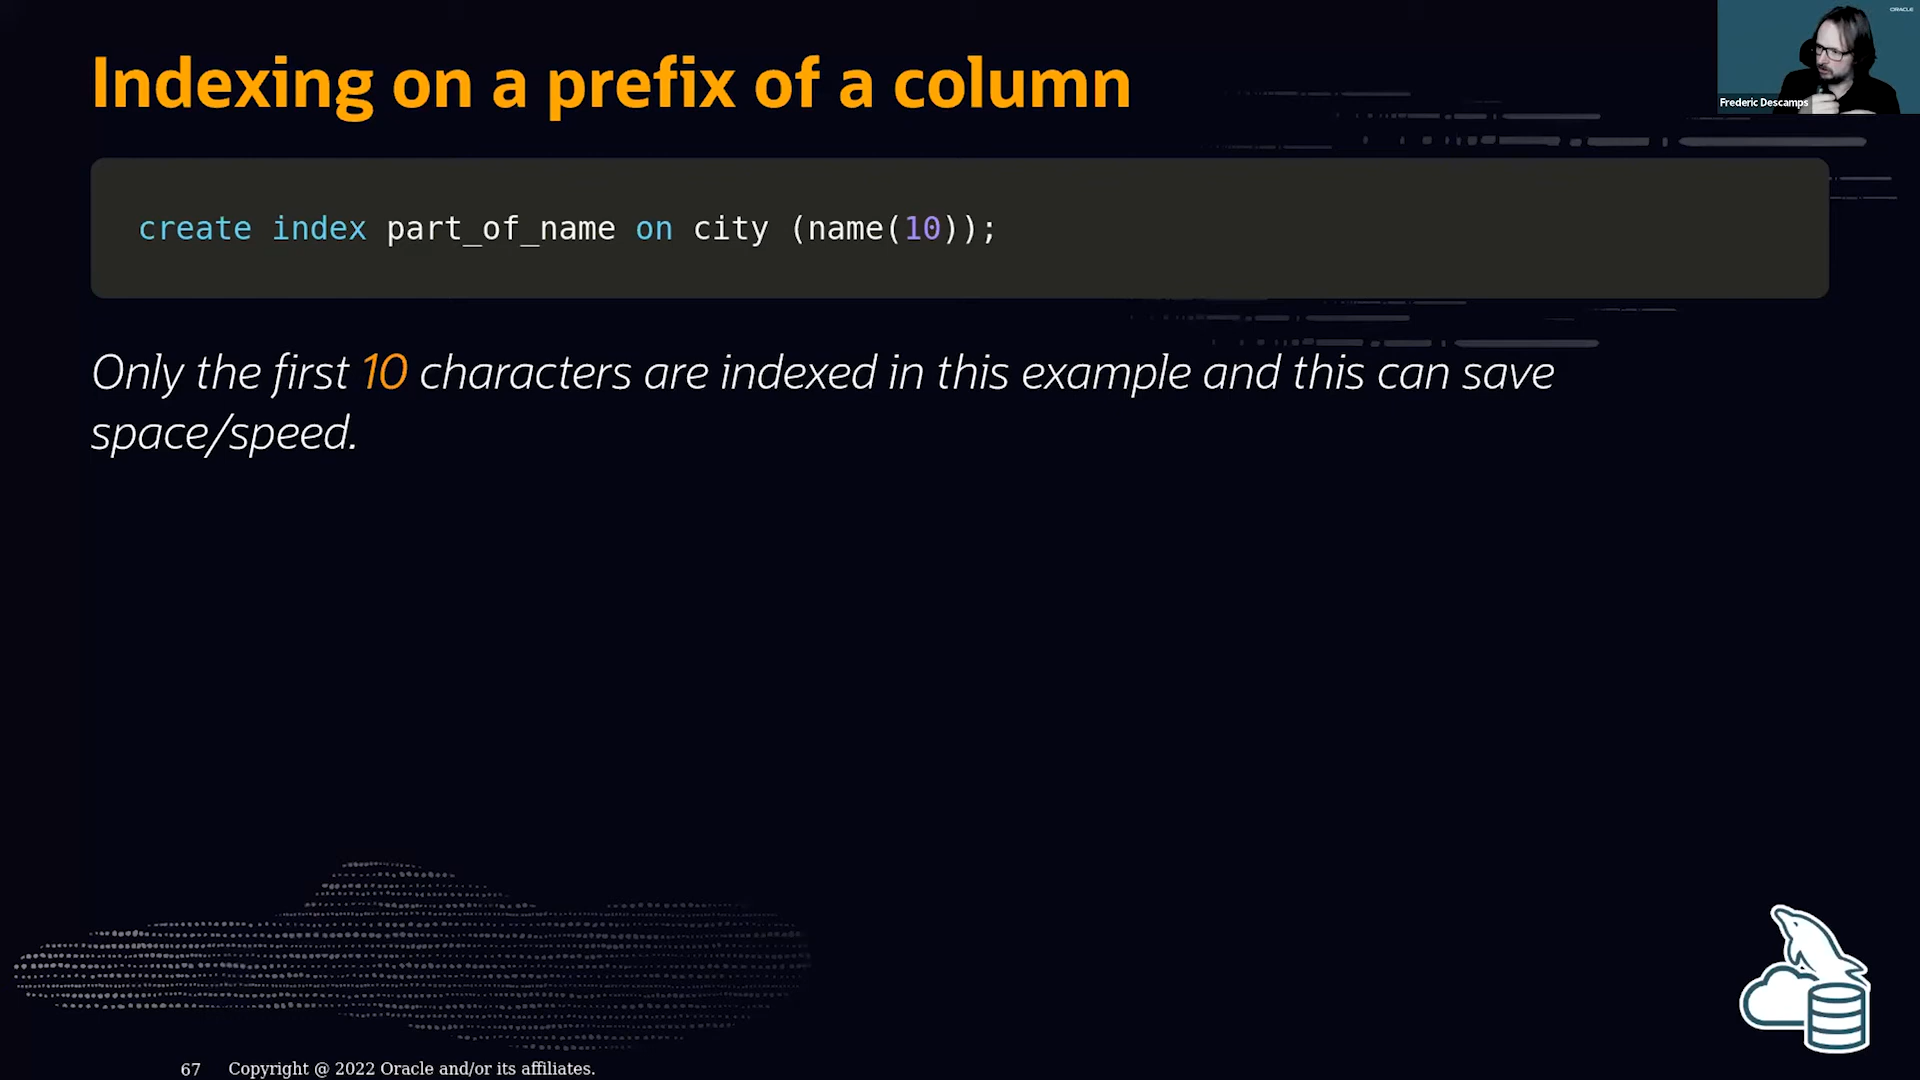 ORACLE
Indexing on a prefix of a column
Frederic Descamps
create index part_of_name on city (name(10));
Only the first 10 characters are indexed in this example and this can save
space/speed.
67 Copyright @ 2022 Oracle and/or its affiliates.